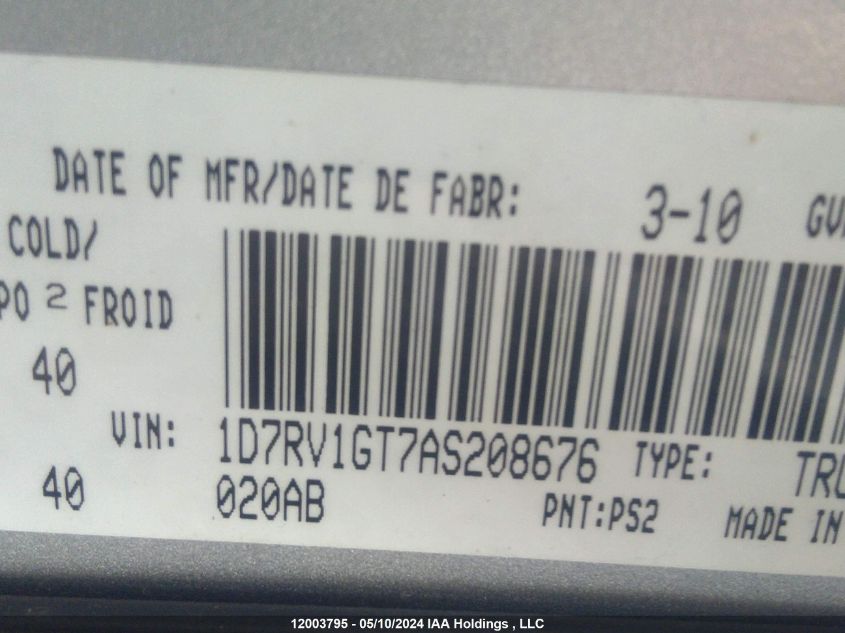 DATE OF MFR/DATE DE FABR: 3-10
COLD/
2 FROID
40
VIN: 1D7RV1GT7AS208676 TYPE:
40 020AB PNT:PS2 MADE IN
12003795 - 05/10/2024 IAA Holdings , LLC